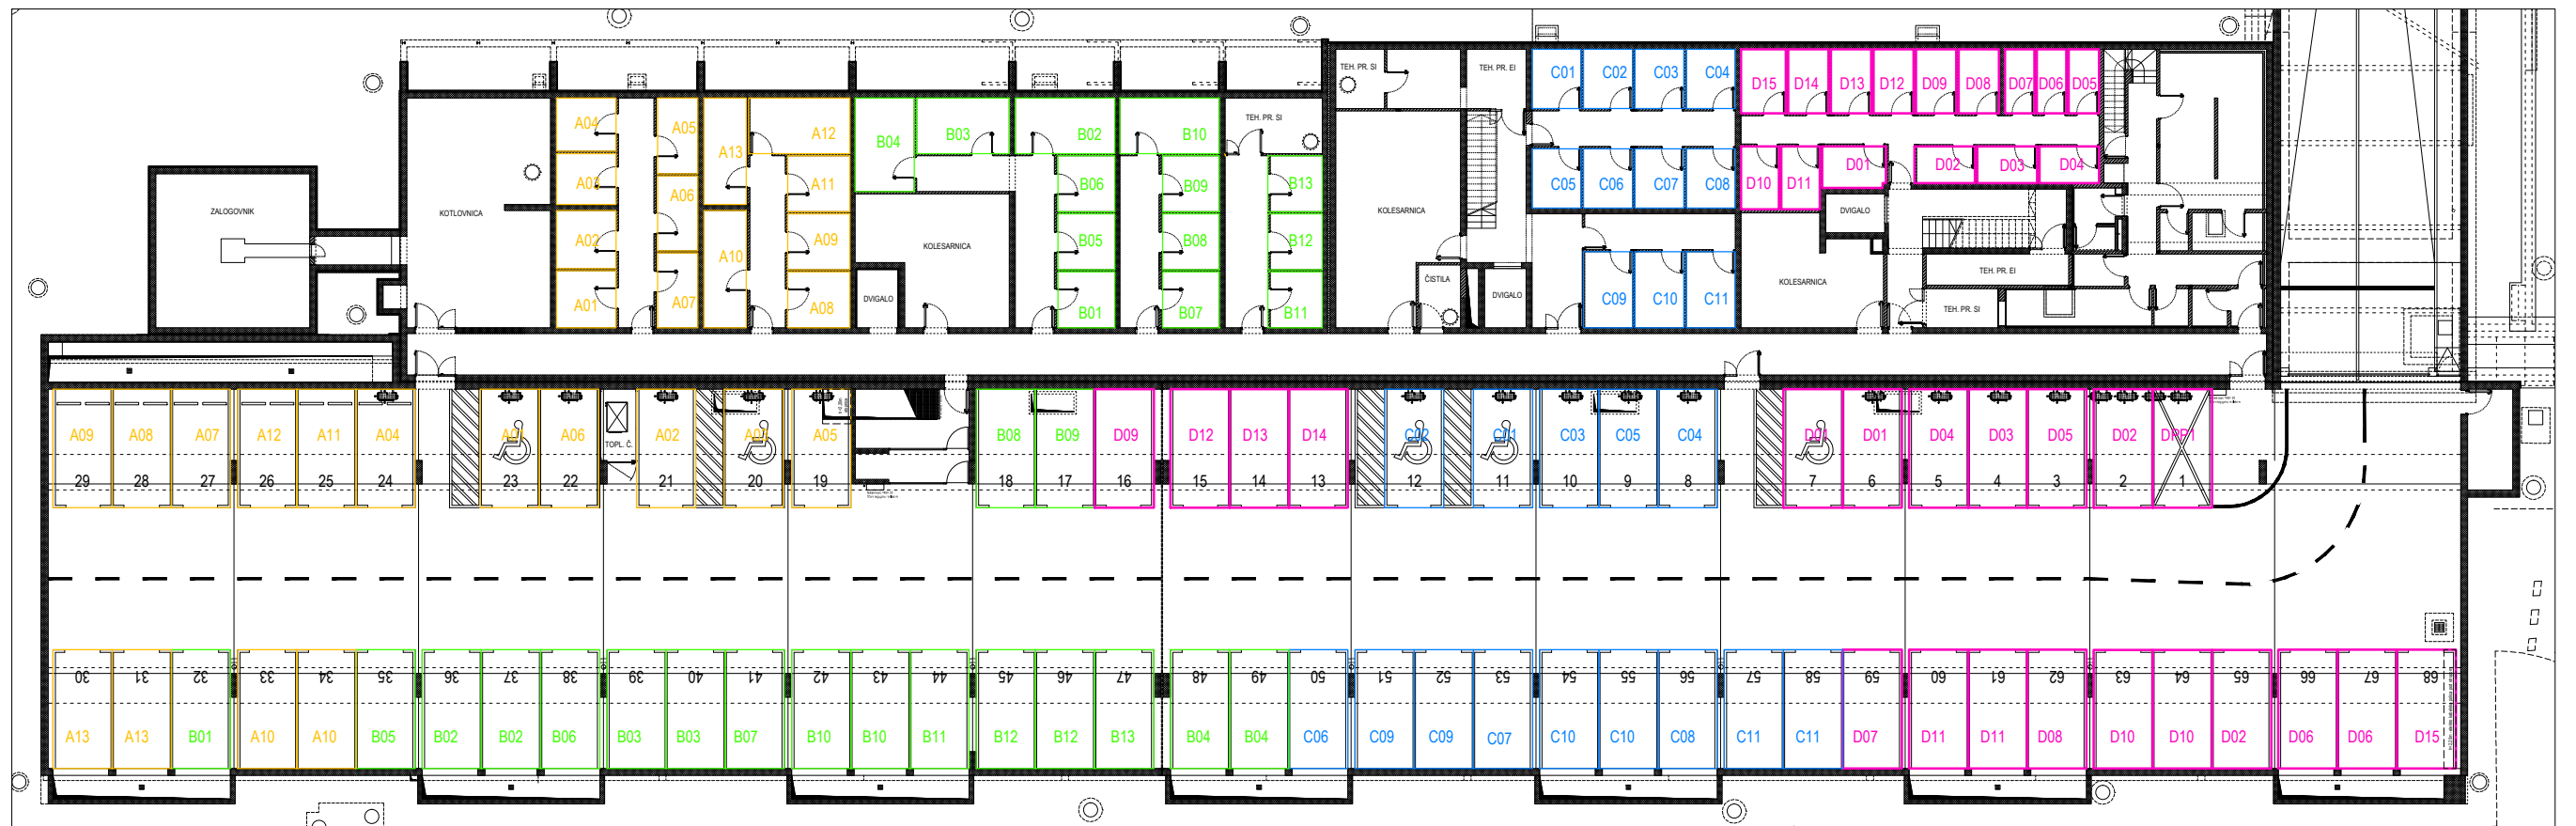 TEH. PR. SI
TEH. PR. EI
C01 C02 C03 C04
D15 D14 D13 D12 D09 D08 D07 D06 D05
A04 A05 A12 B03 B02 B10
TEH. PR. SI
A13 B04
D01 D02 D03 D04
A03 A06 A11 B06 B09 B13
C05 C06 C07 C08
D10 D11
ZALOGOVNIK
KOTLOVNICA
KOLESARNICA
DVIGALO
A02 A10 A09
KOLESARNICA
B05 B08 B12
TEH. PR. EI
ČISTILA
KOLESARNICA
A01 A07 A08
DVIGALO
B01 B07 B11
DVIGALO
C09 C10 C11
TEH. PR. SI
A09 A08 A07 A12 A11 A04 A01 A06
TOPL. Č.
A02 A03 A05
B08 B09 D09 D12 D13 D14
C02 C01 C03 C05 C04
D01 D01 D04 D03 D05 D02 DPP1
29 28 27 26 25 24 23 22 21 20 19 18 17 16 15 14 13 12 11 10 9 8 7 6 5 4 3 2 1
30 31 32 33 34 35 36 37 38 39 40 41 42 43 44 45 46 47 48 49 50 51 52 53 54 55 56 57 58 59 60 61 62 63 64 65 66 67 68
A13 A13 B01 A10 A10 B05 B02 B02 B06 B03 B03 B07 B10 B10 B11 B12 B12 B13 B04 B04 C06 C09 C09 C07 C10 C10 C08 C11 C11 D07 D11 D11 D08 D10 D10 D02 D06 D06 D15